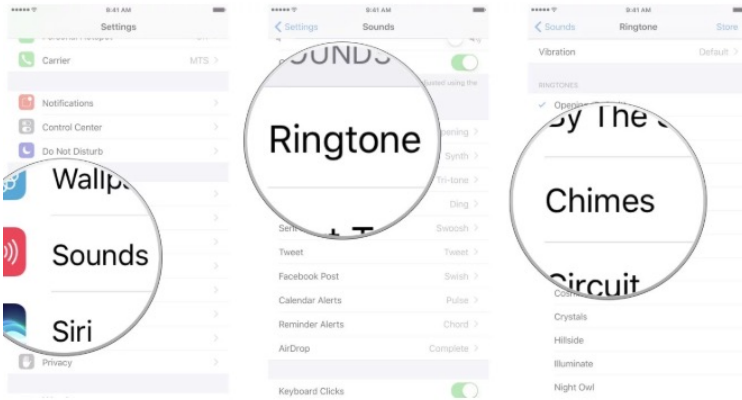 9:41 AM
Settings
Carrier
MTS
Notifications
Control Center
Do Not Disturb
Sounds
Siri
Privacy
9:41 AM
Settings
Sounds
Ringtone
Synth
Tri-tone
Ding
Swoosh
Tweet
Tweet
Facebook Post
Swish
Calendar Alerts
Pulse
Reminder Alerts
Chord
AirDrop
Complete
Keyboard Clicks
9:41 AM
Sounds
Ringtone
Store
Vibration
Default
RINGTONES
By The
Chimes
Circuit
Crystals
Hillside
Illuminate
Night Owl